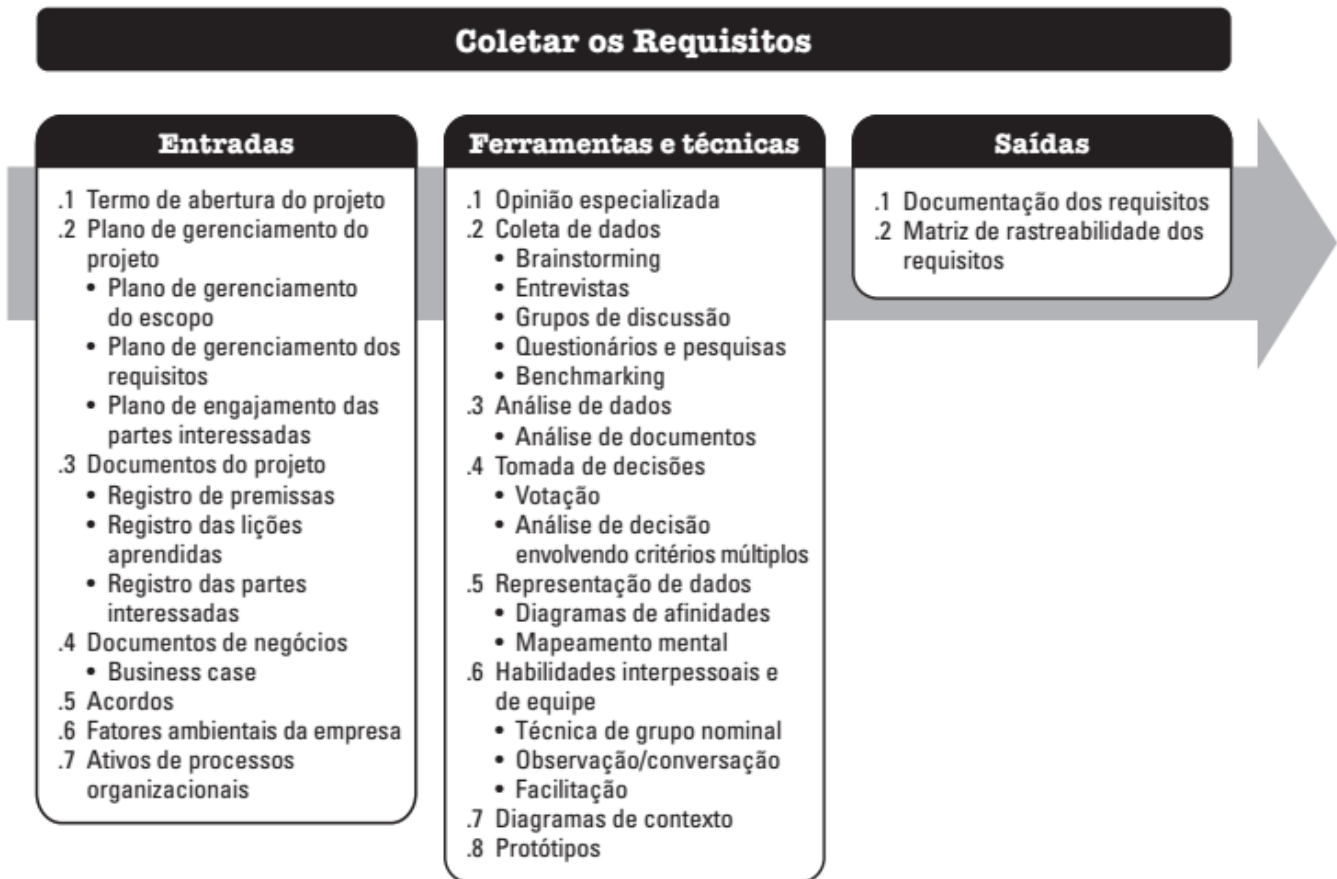 Coletar os Requisitos
Entradas
.1 Termo de abertura do projeto
.2 Plano de gerenciamento do
projeto
• Plano de gerenciamento
do escopo
• Plano de gerenciamento dos
requisitos
• Plano de engajamento das
partes interessadas
.3 Documentos do projeto
• Registro de premissas
• Registro das lições
aprendidas
• Registro das partes
interessadas
.4 Documentos de negócios
• Business case
.5 Acordos
.6 Fatores ambientais da empresa
.7 Ativos de processos
organizacionais
Ferramentas e técnicas
.1 Opinião especializada
.2 Coleta de dados
• Brainstorming
• Entrevistas
• Grupos de discussão
• Questionários e pesquisas
• Benchmarking
.3 Análise de dados
• Análise de documentos
.4 Tomada de decisões
• Votação
• Análise de decisão
envolvendo critérios múltiplos
.5 Representação de dados
• Diagramas de afinidades
• Mapeamento mental
.6 Habilidades interpessoais e
de equipe
• Técnica de grupo nominal
• Observação/conversação
• Facilitação
.7 Diagramas de contexto
.8 Protótipos
Saídas
.1 Documentação dos requisitos
.2 Matriz de rastreabilidade dos
requisitos